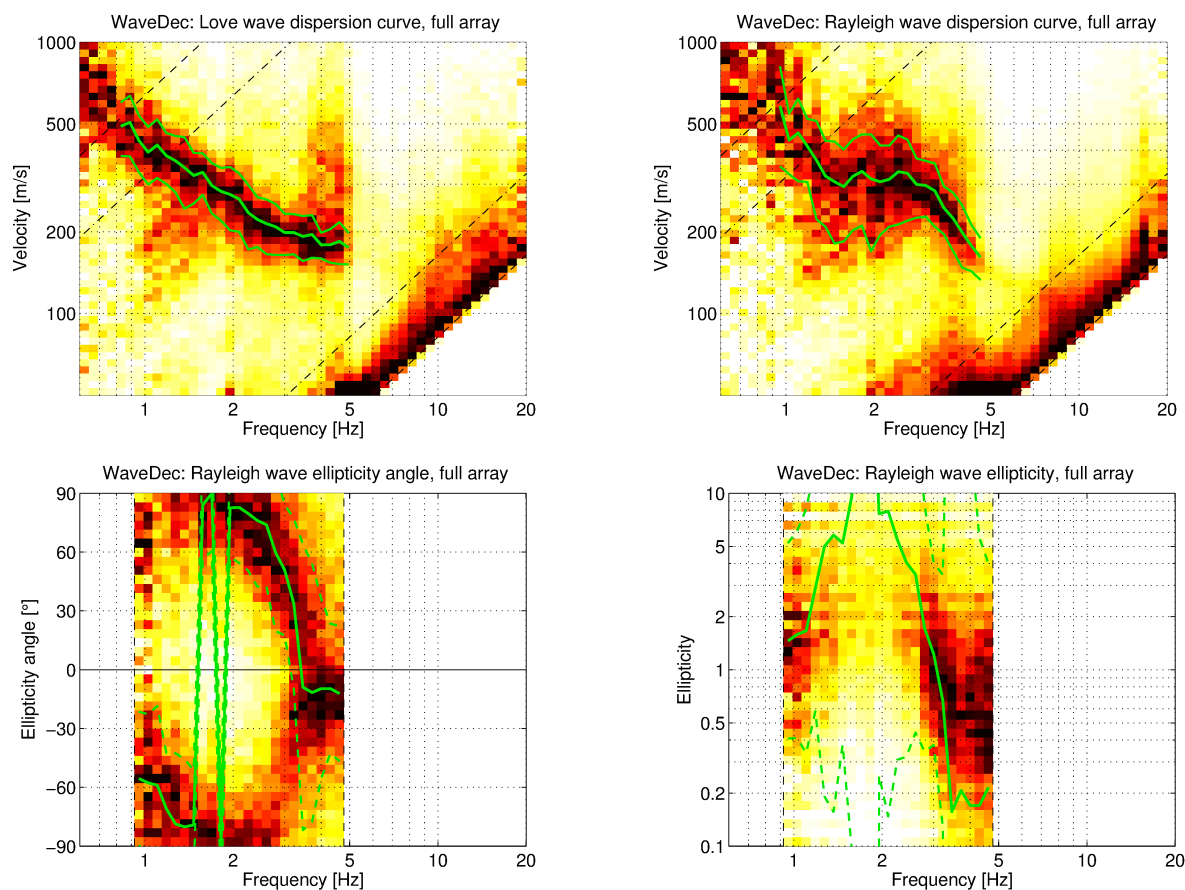 WaveDec: Love wave dispersion curve, full array
1000
500
200
100
Velocity [m/s]
1 2 5 10 20
Frequency [Hz]
WaveDec: Rayleigh wave dispersion curve, full array
1000
500
200
100
Velocity [m/s]
1 2 5 10 20
Frequency [Hz]
WaveDec: Rayleigh wave ellipticity angle, full array
90
60
30
0
−30
−60
−90
Ellipticity angle [°]
1 2 5 10 20
Frequency [Hz]
WaveDec: Rayleigh wave ellipticity, full array
10
5
2
1
0.5
0.2
0.1
Ellipticity
1 2 5 10 20
Frequency [Hz]